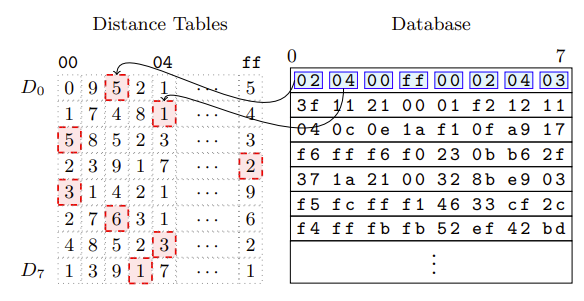 Distance Tables
00 04 ff
D0 0 9 5 2 1 ⋯ 5
1 7 4 8 1 ⋯ 4
5 8 5 2 3 ⋯ 3
2 3 9 1 7 ⋯ 2
3 1 4 2 1 ⋯ 9
2 7 6 3 1 ⋯ 6
4 8 5 2 3 ⋯ 2
D7 1 3 9 1 7 ⋯ 1
Database
0 7
02 04 00 ff 00 02 04 03
3f 11 21 00 01 f2 12 11
04 0c 0e 1a f1 0f a9 17
f6 ff f6 f0 23 0b b6 2f
37 1a 21 00 32 8b e9 03
f5 fc ff f1 46 33 cf 2c
f4 ff fb fb 52 ef 42 bd
⋮